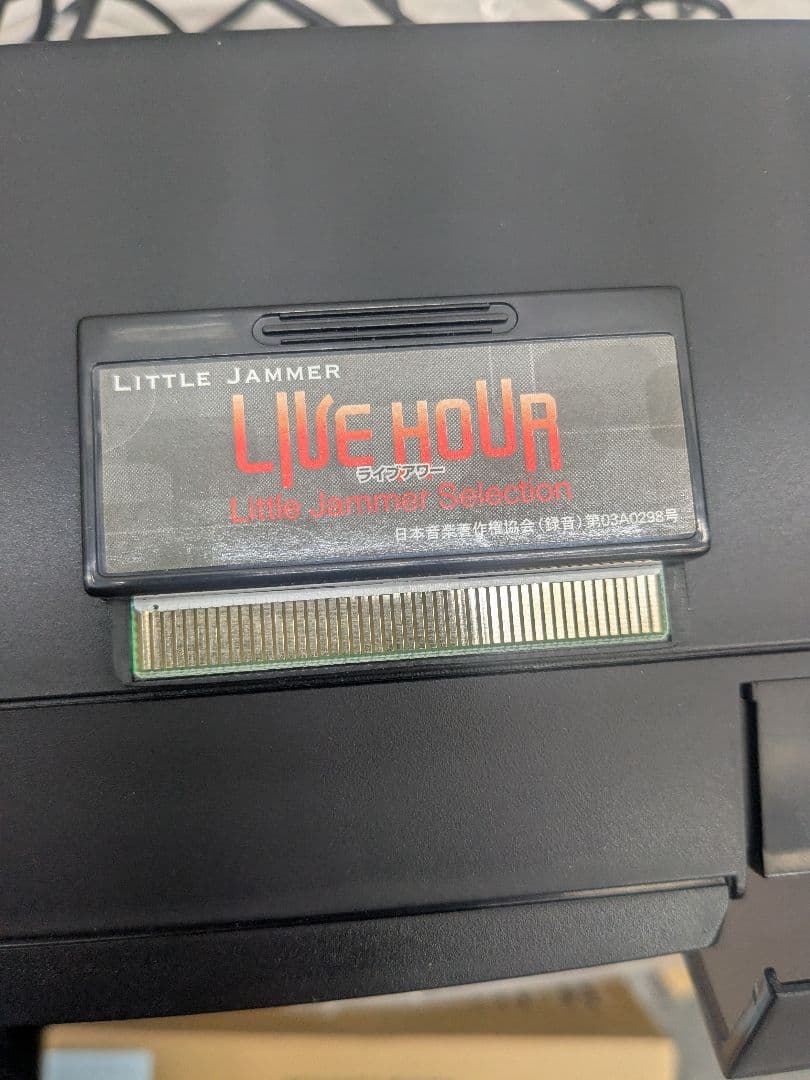 LITTLE JAMMER
LIVE HOUR
ライブアワー
Little Jammer Selection
日本音楽著作権協会(録音)第03A0298号